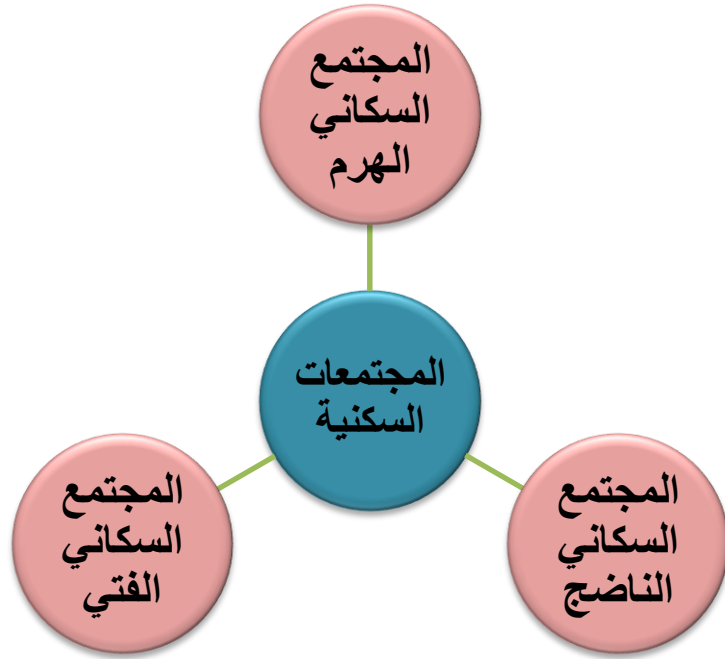 المجتمع
السكاني
الهرم
المجتمعات
السكنية
المجتمع
السكاني
الناضج
المجتمع
السكاني
الفتي